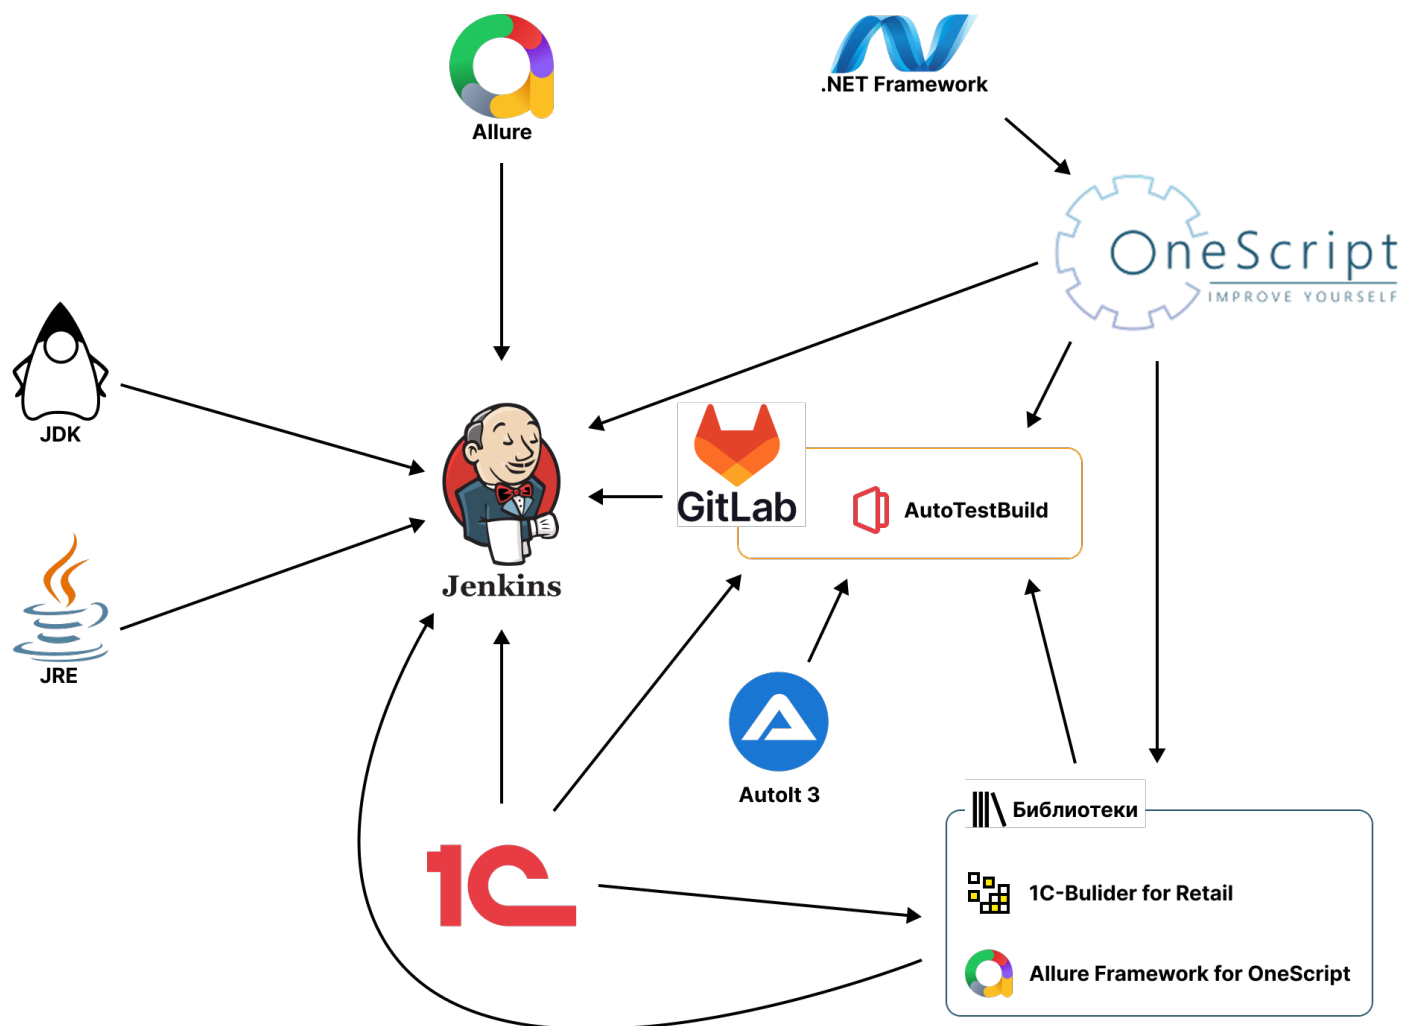 Allure
.NET Framework
OneScript
IMPROVE YOURSELF
JDK
GitLab
AutoTestBuild
Jenkins
JRE
AutoIt 3
Библиотеки
1C
1C-Bulider for Retail
Allure Framework for OneScript